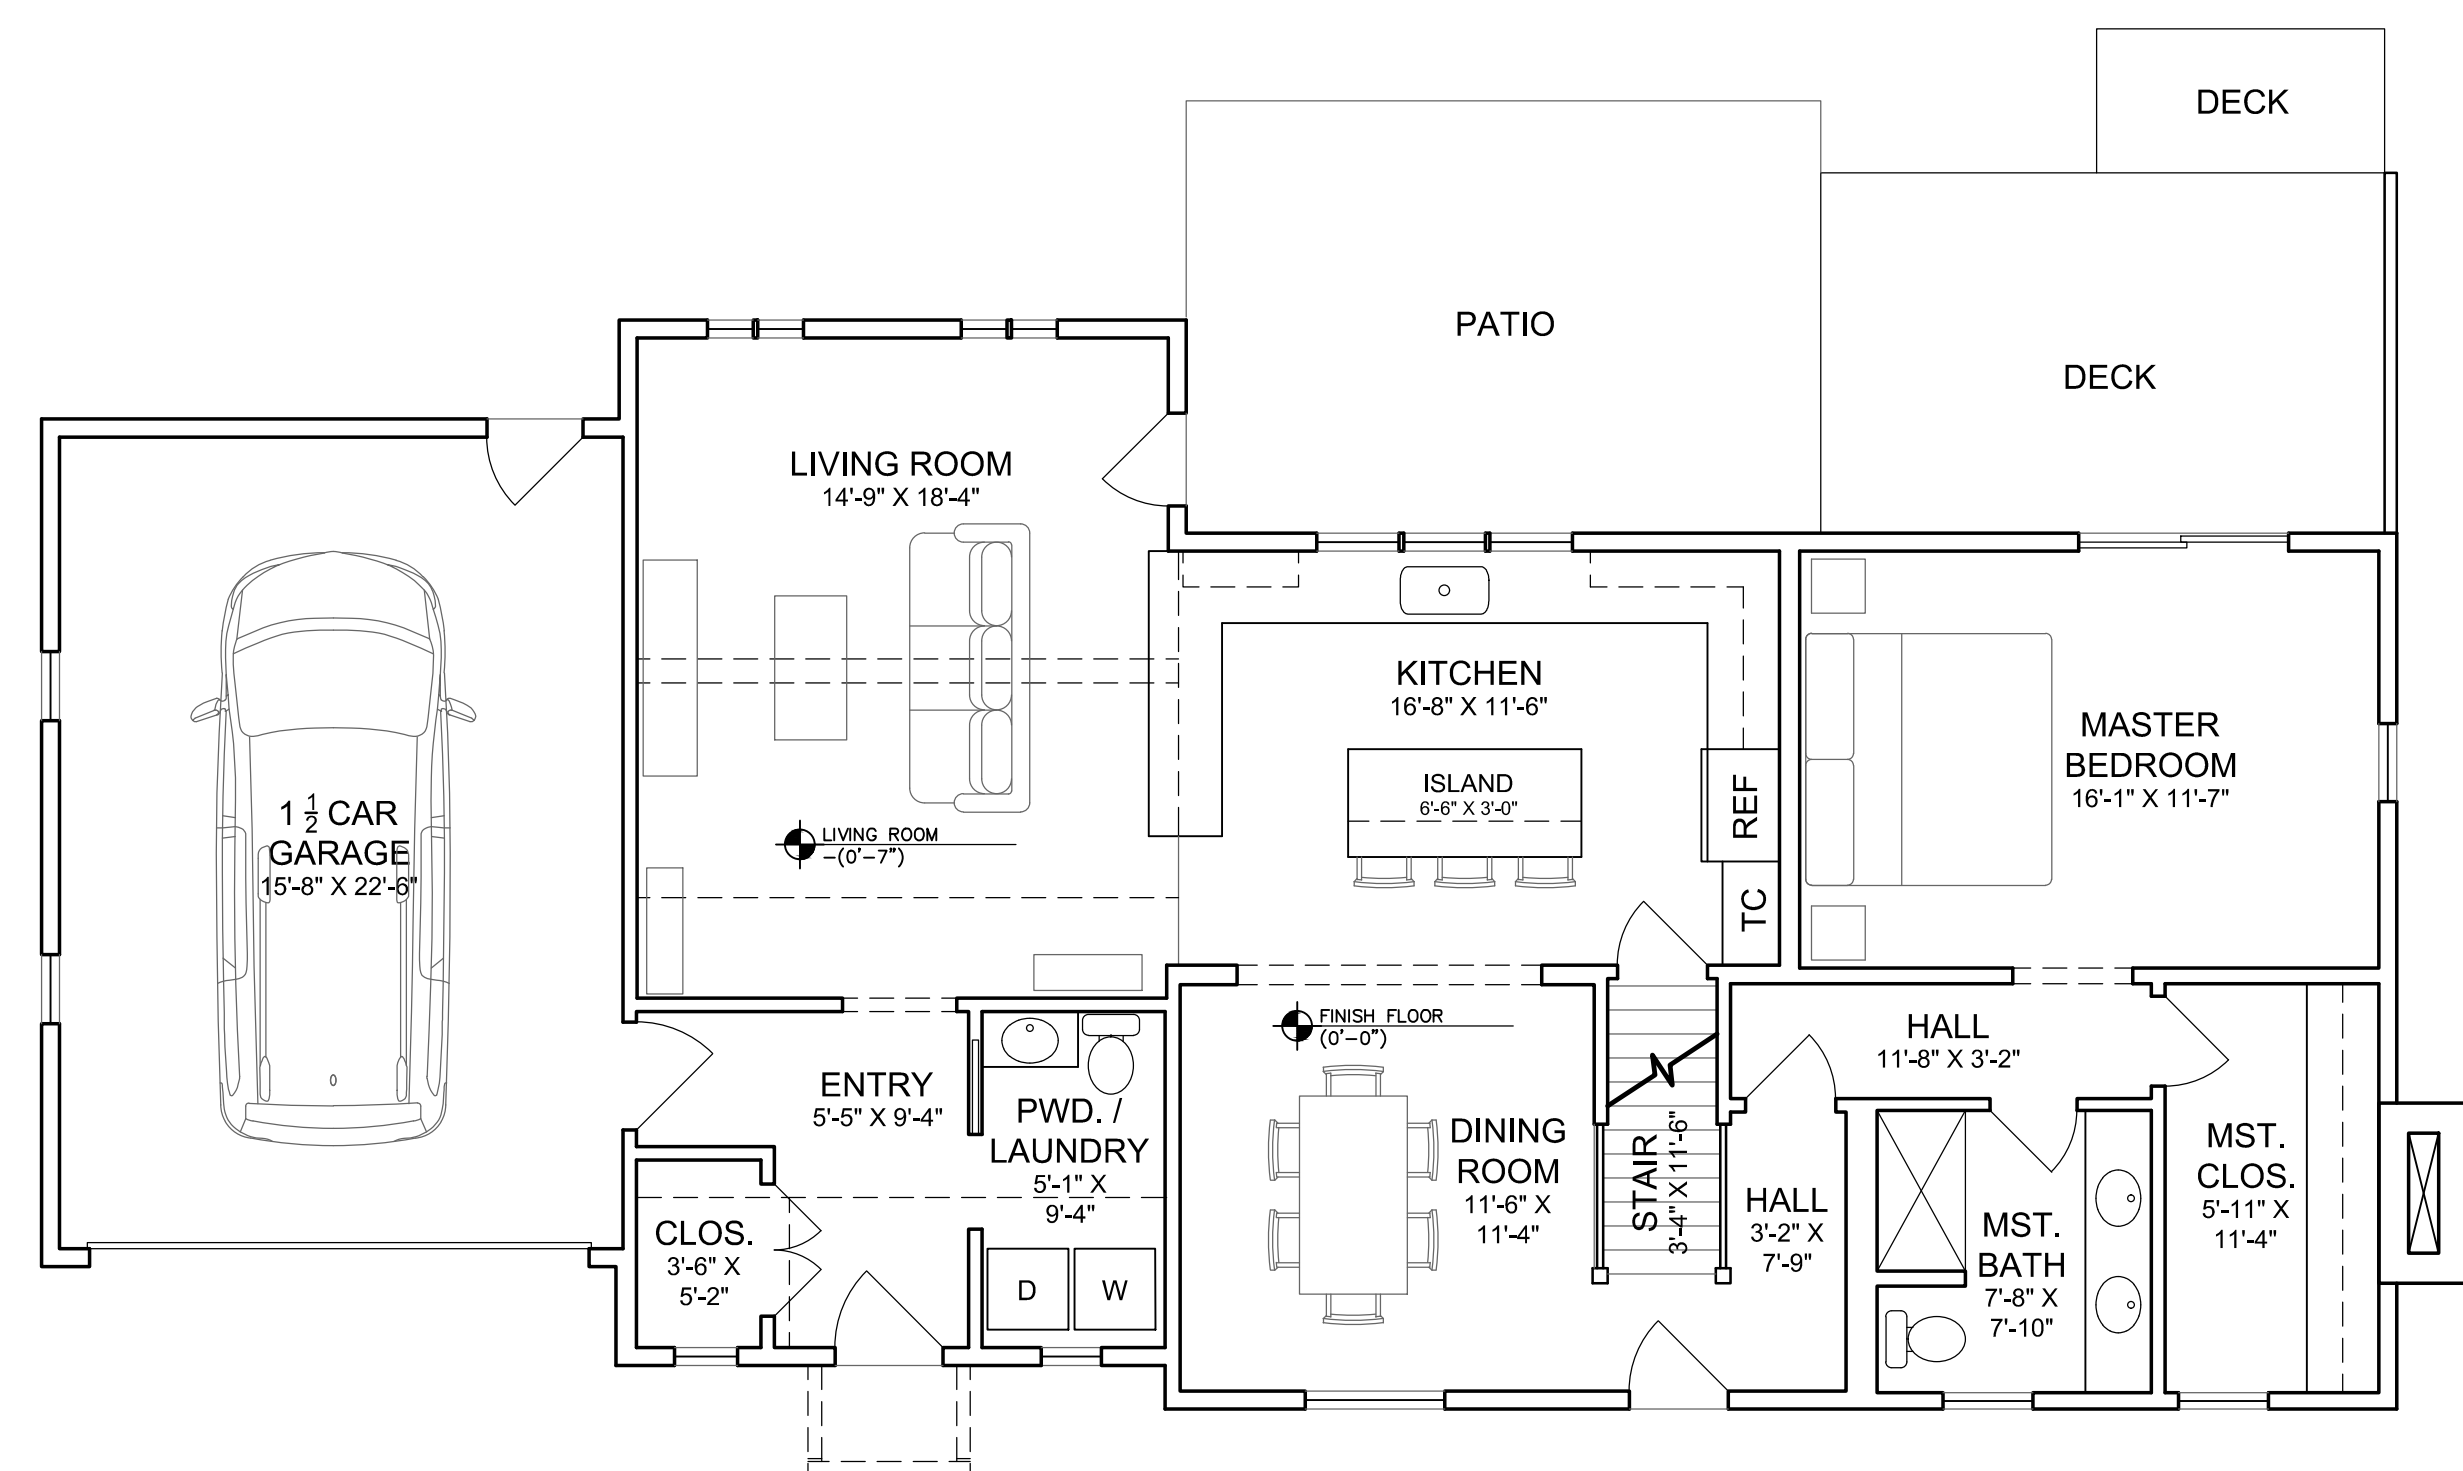 DECK
PATIO
DECK
LIVING ROOM
14'-9" X 18'-4"
KITCHEN
16'-8" X 11'-6"
ISLAND
6'-6" X 3'-0"
REF
TC
MASTER
BEDROOM
16'-1" X 11'-7"
1 1/2 CAR
GARAGE
15'-8" X 22'-6"
LIVING ROOM
-(0'-7")
FINISH FLOOR
(0'-0")
HALL
11'-8" X 3'-2"
ENTRY
5'-5" X 9'-4"
PWD. /
LAUNDRY
5'-1" X
9'-4"
DINING
ROOM
11'-6" X
11'-4"
STAIR
3'-4" X 11'-6"
HALL
3'-2" X
7'-9"
MST.
CLOS.
5'-11" X
11'-4"
MST.
BATH
7'-8" X
7'-10"
CLOS.
3'-6" X
5'-2"
D
W